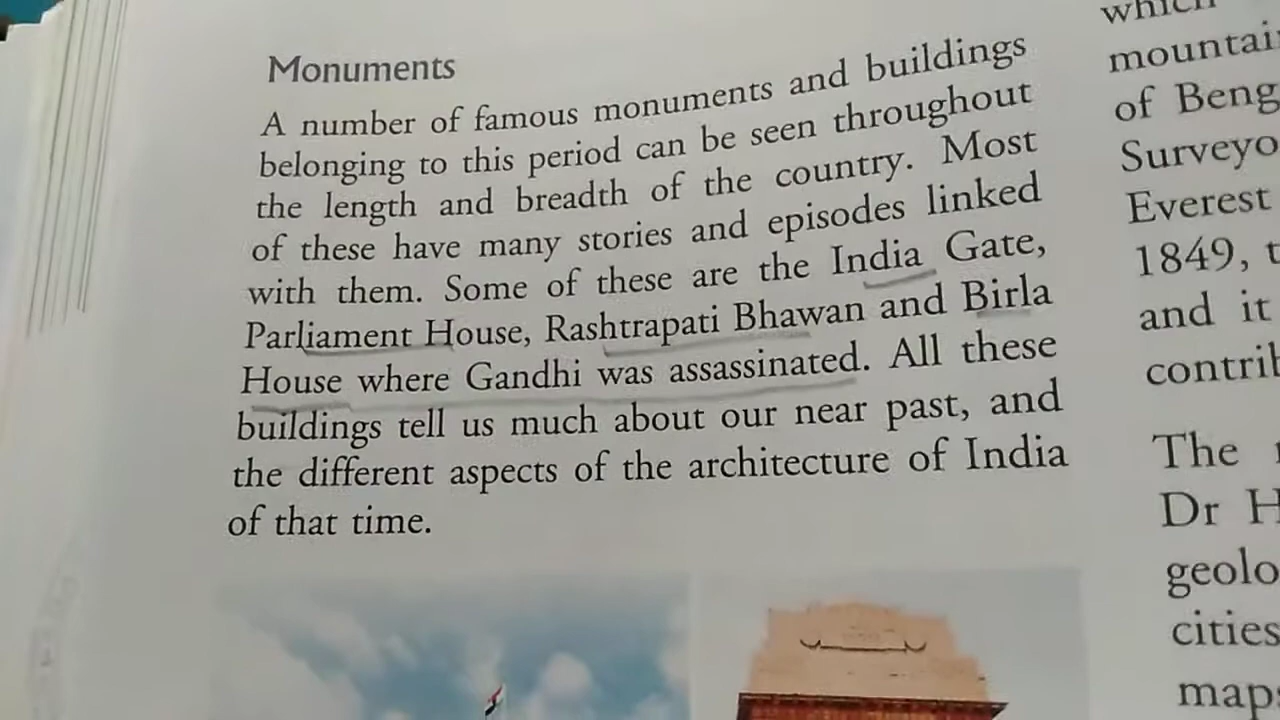 Monuments
A number of famous monuments and buildings
belonging to this period can be seen throughout
the length and breadth of the country. Most
of these have many stories and episodes linked
with them. Some of these are the India Gate,
Parliament House, Rashtrapati Bhawan and Birla
House where Gandhi was assassinated. All these
buildings tell us much about our near past, and
the different aspects of the architecture of India
of that time.
which
mountai
of Beng
Surveyo
Everest
1849, t
and it
contrib
The
Dr H
geolo
cities
maps